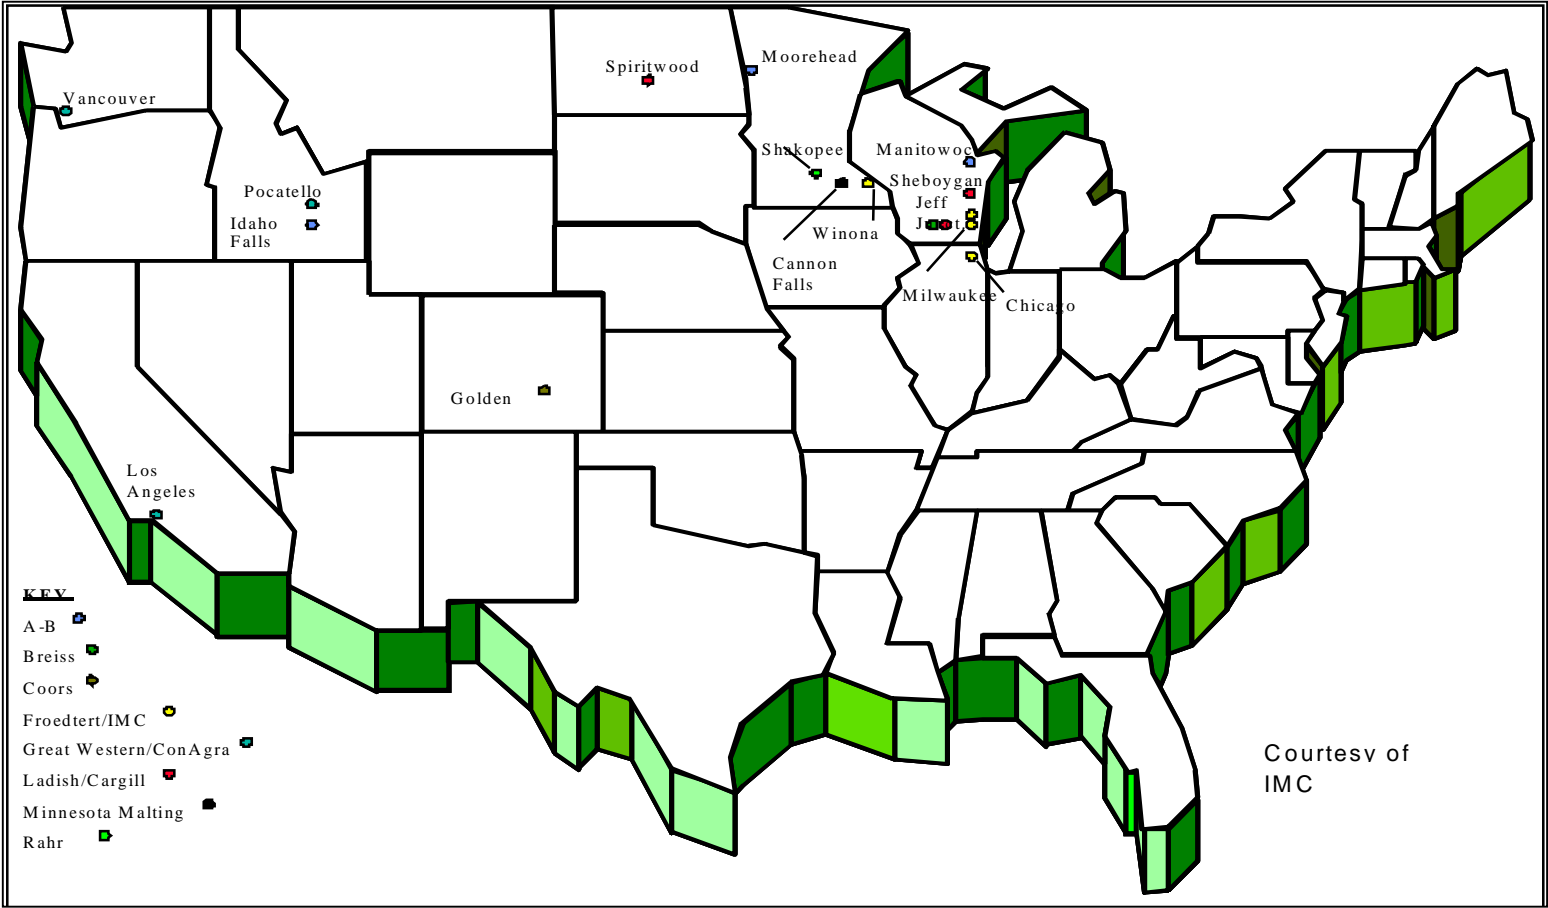 Spiritwood
Moorehead
Vancouver
Shakopee
Manitowoc
Pocatello
Sheboygan
Idaho
Falls
Jeff
Winona
Cannon
Falls
Milwaukee
Chicago
Golden
Los
Angeles
KEY
A-B
Breiss
Coors
Froedtert/IMC
Great Western/ConAgra
Ladish/Cargill
Minnesota Malting
Rahr
Courtesy of
IMC